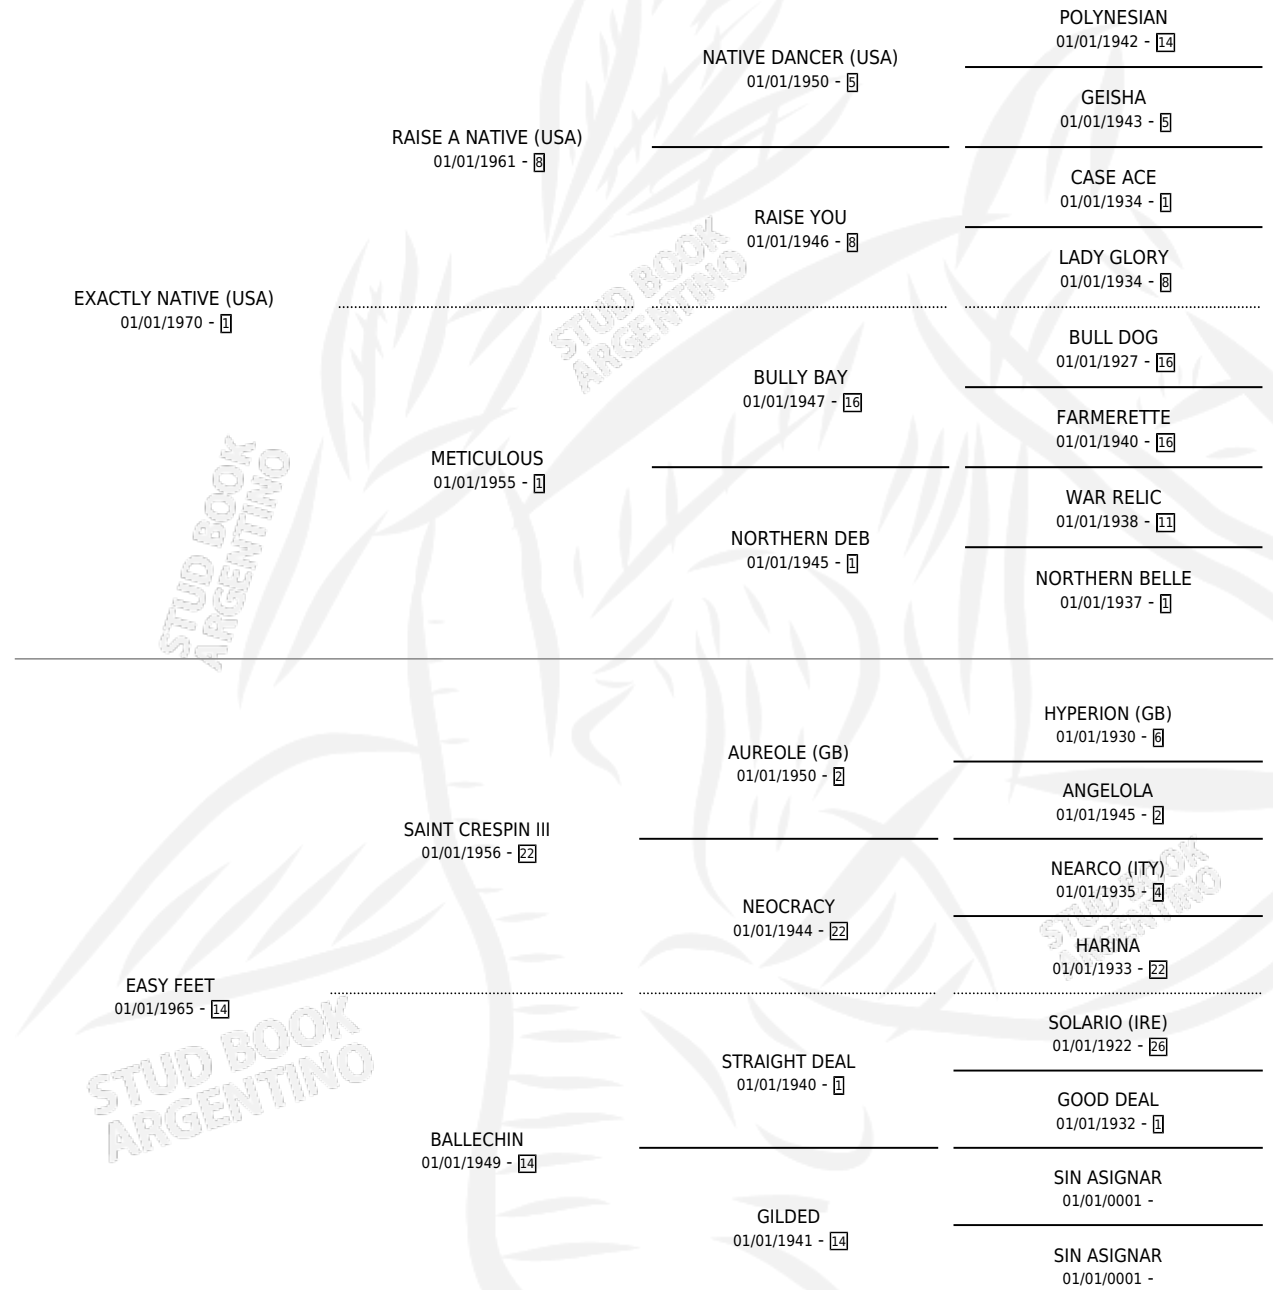 POLYNESIAN
01/01/1942 - 14
NATIVE DANCER (USA)
01/01/1950 - 5
GEISHA
01/01/1943 - 5
RAISE A NATIVE (USA)
01/01/1961 - 8
CASE ACE
01/01/1934 - 1
RAISE YOU
01/01/1946 - 8
LADY GLORY
01/01/1934 - 8
EXACTLY NATIVE (USA)
01/01/1970 - 1
BULL DOG
01/01/1927 - 16
BULLY BAY
01/01/1947 - 16
FARMERETTE
01/01/1940 - 16
METICULOUS
01/01/1955 - 1
WAR RELIC
01/01/1938 - 11
NORTHERN DEB
01/01/1945 - 1
NORTHERN BELLE
01/01/1937 - 1
HYPERION (GB)
01/01/1930 - 6
AUREOLE (GB)
01/01/1950 - 2
ANGELOLA
01/01/1945 - 2
SAINT CRESPIN III
01/01/1956 - 22
NEARCO (ITY)
01/01/1935 - 4
NEOCRACY
01/01/1944 - 22
HARINA
01/01/1933 - 22
EASY FEET
01/01/1965 - 14
SOLARIO (IRE)
01/01/1922 - 26
STRAIGHT DEAL
01/01/1940 - 1
GOOD DEAL
01/01/1932 - 1
BALLECHIN
01/01/1949 - 14
SIN ASIGNAR
01/01/0001 -
GILDED
01/01/1941 - 14
SIN ASIGNAR
01/01/0001 -
STUD BOOK
ARGENTINO
STUD BOOK
ARGENTINO
STUD BOOK
ARGENTINO
STUD BOOK
ARGENTINO